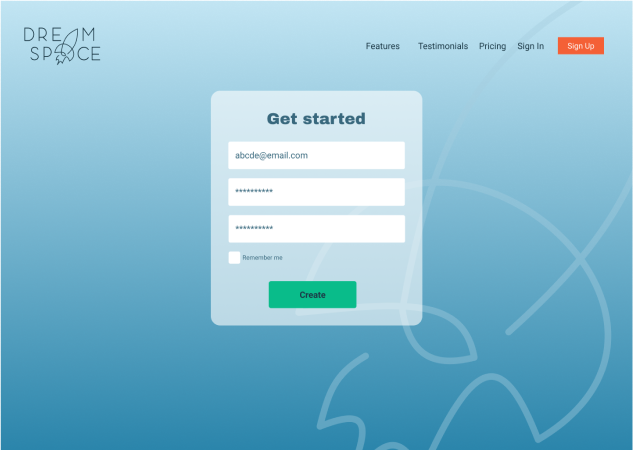 DREAM
SPACE
Features Testimonials Pricing Sign In Sign Up
Get started
abcde@email.com
**********
**********
Remember me
Create